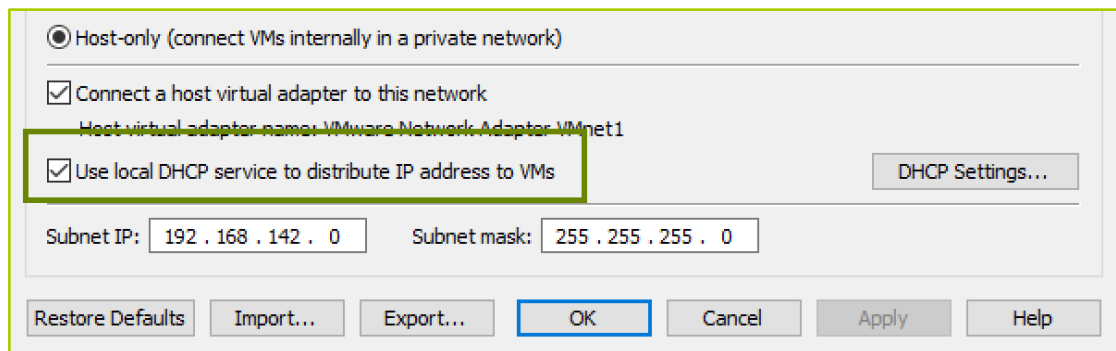 Host-only (connect VMs internally in a private network)
Connect a host virtual adapter to this network
Host virtual adapter name: VMware Network Adapter VMnet1
Use local DHCP service to distribute IP address to VMs
DHCP Settings...
Subnet IP: 192 . 168 . 142 . 0 Subnet mask: 255 . 255 . 255 . 0
Restore Defaults Import... Export... OK Cancel Apply Help